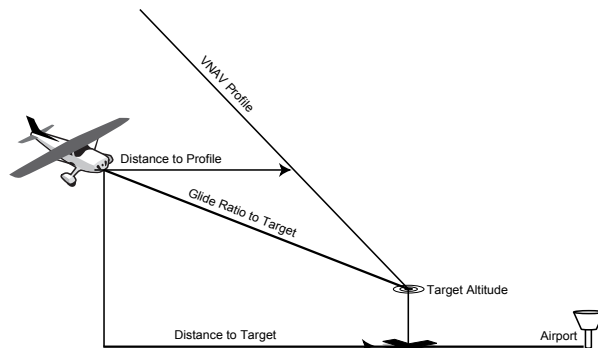 VNAV Profile
Distance to Profile
Glide Ratio to Target
Target Altitude
Distance to Target
Airport